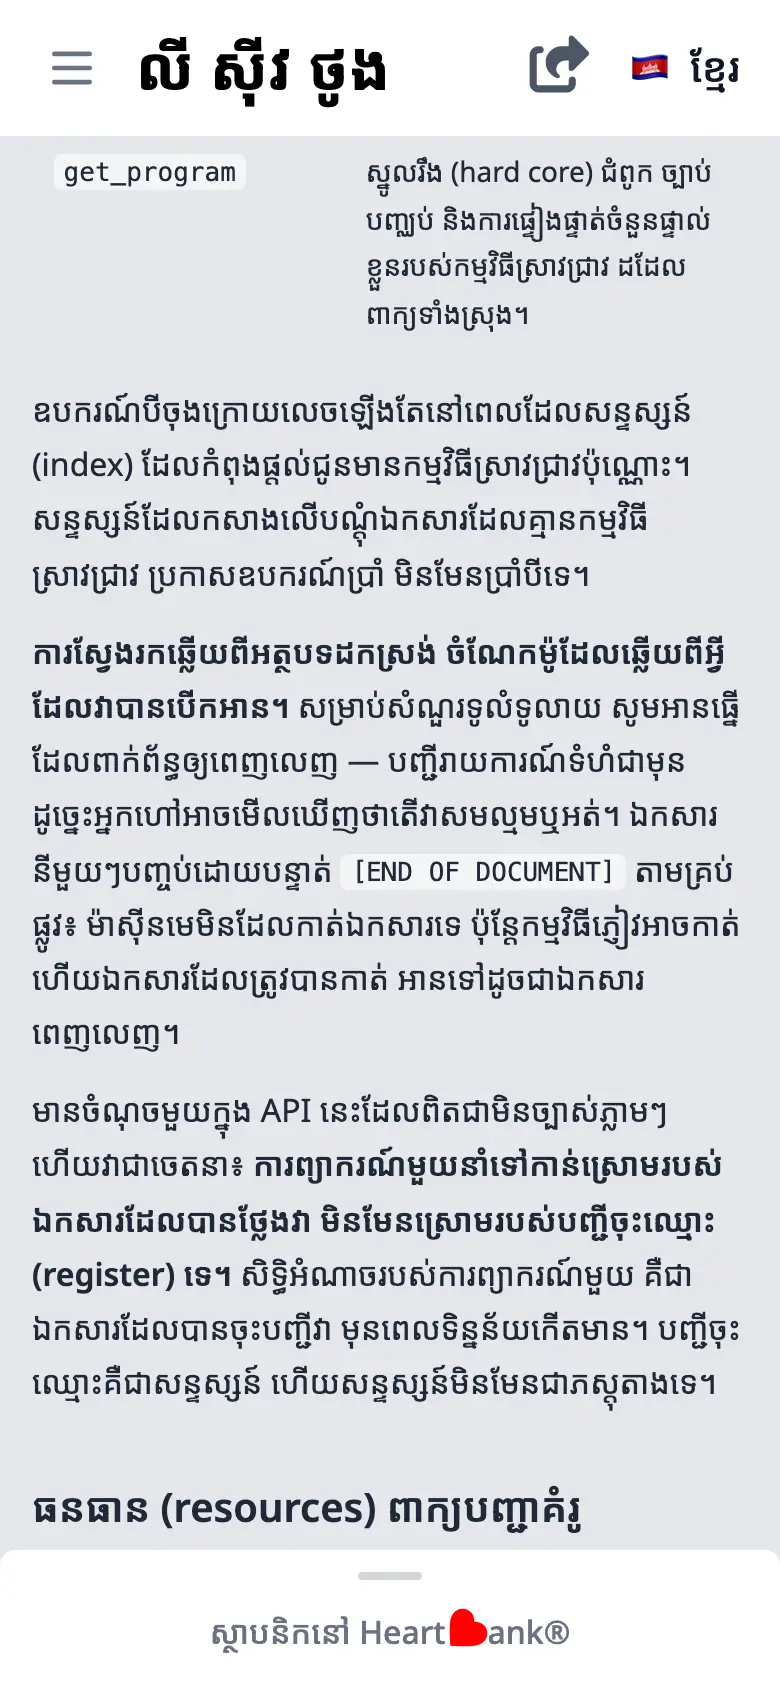 លី ស៊ីវ ថូង
ខ្មែរ
get_program
ស្នូលរឹង (hard core) ជំពូក ច្បាប់
បញ្ឈប់ និងការផ្ទៀងផ្ទាត់ចំនួនផ្ទាល់
ខ្លួនរបស់កម្មវិធីស្រាវជ្រាវ ដដែល
ពាក្យទាំងស្រុង។
ឧបករណ៍បីចុងក្រោយលេចឡើងតែនៅពេលដែលសន្ទស្សន៍
(index) ដែលកំពុងផ្ដល់ជូនមានកម្មវិធីស្រាវជ្រាវប៉ុណ្ណោះ។
សន្ទស្សន៍ដែលកសាងលើបណ្តុំឯកសារដែលគ្មានកម្មវិធី
ស្រាវជ្រាវ ប្រកាសឧបករណ៍ប្រាំ មិនមែនប្រាំបីទេ។
ការស្វែងរកឆ្លើយពីអត្ថបទដកស្រង់ ចំណែកម៉ូដែលឆ្លើយពីអ្វី
ដែលវាបានបើកអាន។ សម្រាប់សំណួរទូលំទូលាយ សូមអានធ្នើ
ដែលពាក់ព័ន្ធឲ្យពេញលេញ — បញ្ជីរាយការណ៍ទំហំជាមុន
ដូច្នេះអ្នកហៅអាចមើលឃើញថាតើវាសមល្មមឬអត់។ ឯកសារ
នីមួយៗបញ្ចប់ដោយបន្ទាត់ [END OF DOCUMENT] តាមគ្រប់
ផ្លូវ៖ ម៉ាស៊ីនមេមិនដែលកាត់ឯកសារទេ ប៉ុន្តែកម្មវិធីភ្ញៀវអាចកាត់
ហើយឯកសារដែលត្រូវបានកាត់ អានទៅដូចជាឯកសារ
ពេញលេញ។
មានចំណុចមួយក្នុង API នេះដែលពិតជាមិនច្បាស់ភ្លាមៗ
ហើយវាជាចេតនា៖ ការព្យាករណ៍មួយនាំទៅកាន់ស្រោមរបស់
ឯកសារដែលបានថ្លែងវា មិនមែនស្រោមរបស់បញ្ជីចុះឈ្មោះ
(register) ទេ។ សិទ្ធិអំណាចរបស់ការព្យាករណ៍មួយ គឺជា
ឯកសារដែលបានចុះបញ្ជីវា មុនពេលទិន្នន័យកើតមាន។ បញ្ជីចុះ
ឈ្មោះគឺជាសន្ទស្សន៍ ហើយសន្ទស្សន៍មិនមែនជាភស្តុតាងទេ។
ធនធាន (resources) ពាក្យបញ្ជាគំរូ
ស្ថាបនិកនៅ Heart ank®